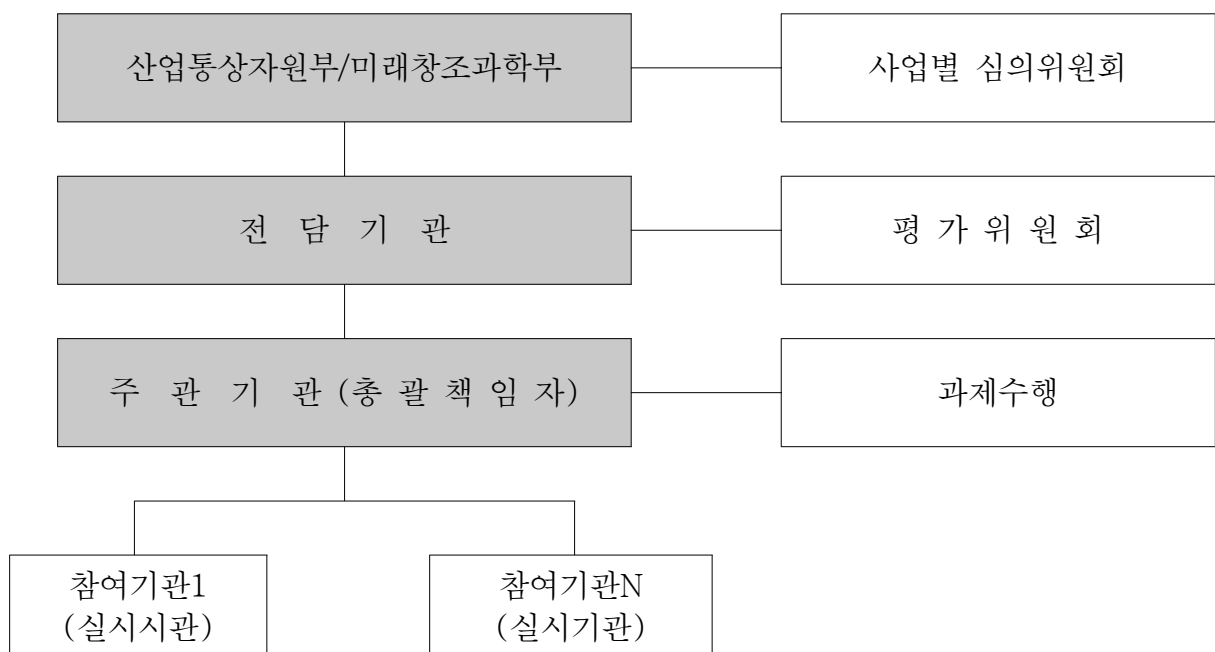 산업통상자원부/미래창조과학부
사업별 심의위원회
전 담 기 관
평 가 위 원 회
주 관 기 관 (총 괄 책 임 자)
과제수행
참여기관1
(실시시관)
참여기관N
(실시기관)